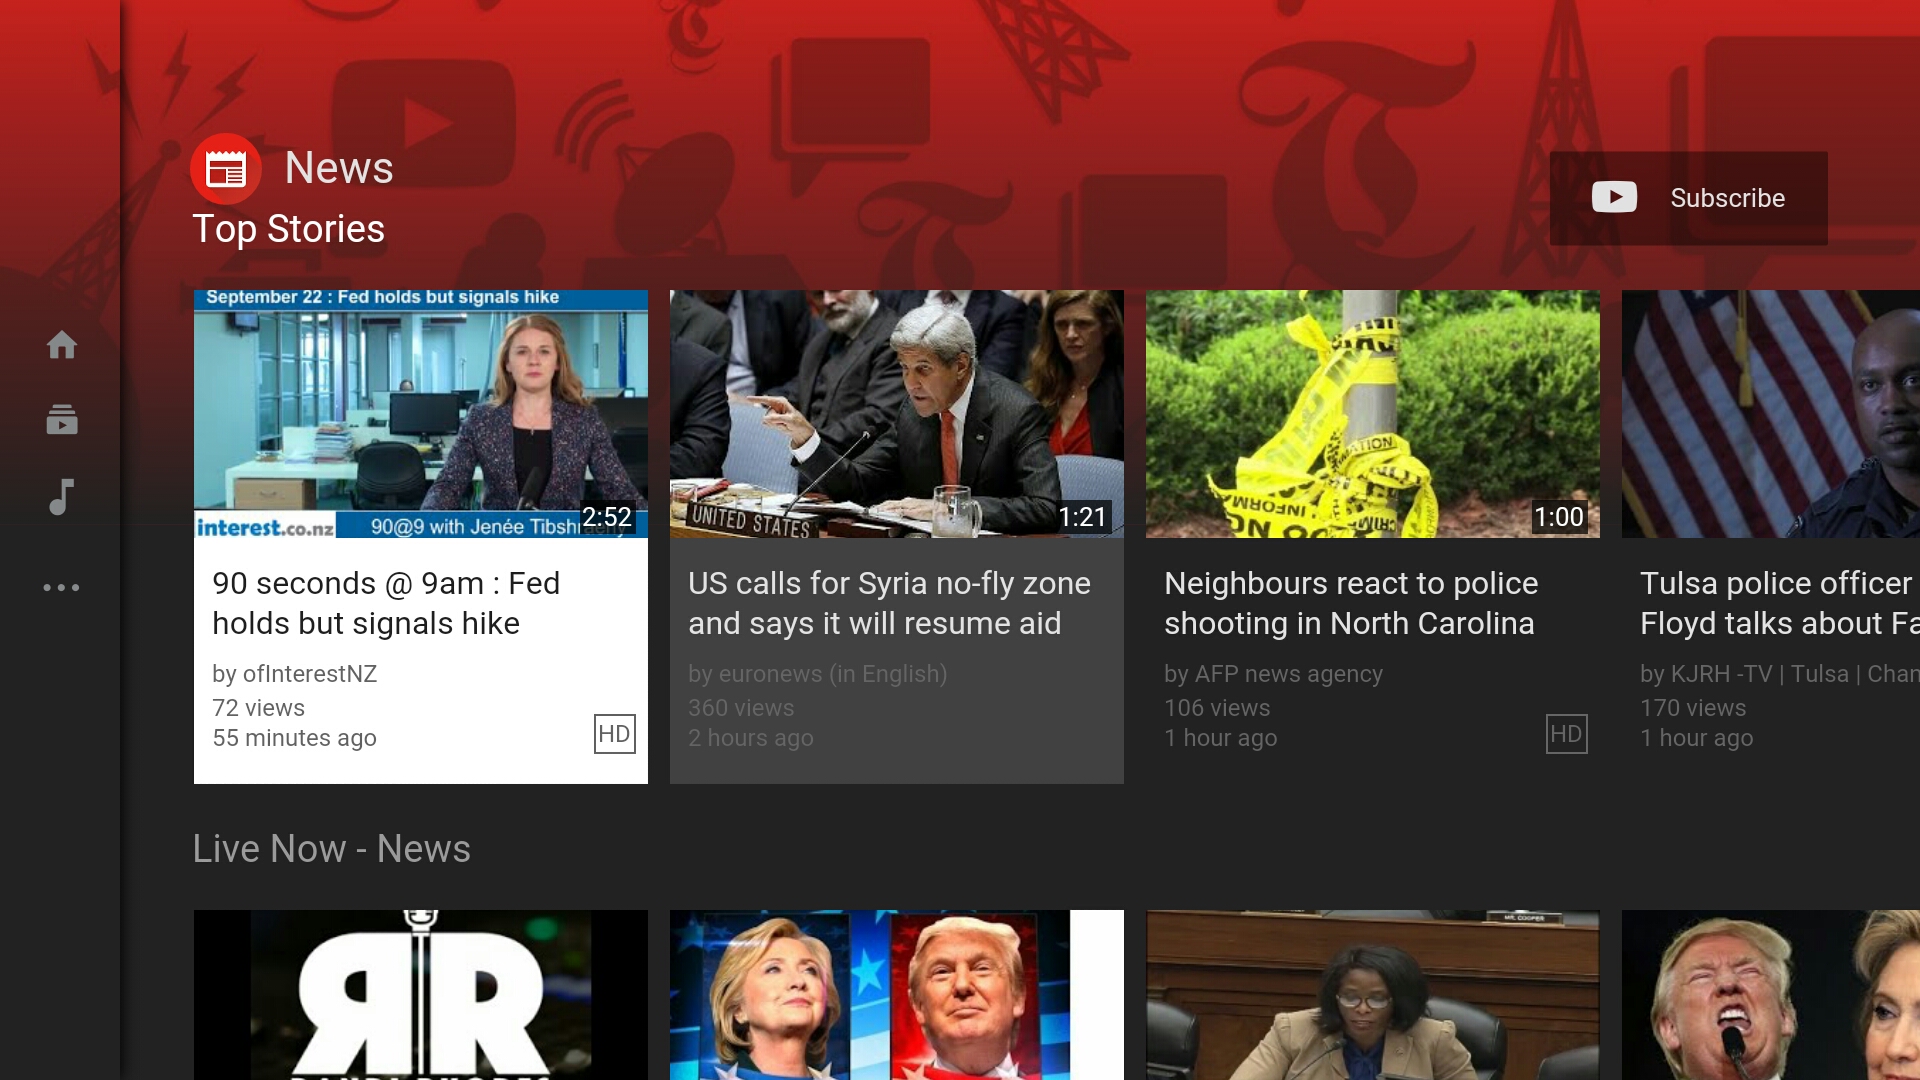 News
Top Stories
Subscribe
September 22 : Fed holds but signals hike
interest.co.nz
90@9 with Jenée
2:52
90 seconds @ 9am : Fed
holds but signals hike
by ofInterestNZ
72 views
55 minutes ago
HD
UNITED STATES
1:21
US calls for Syria no-fly zone
and says it will resume aid
by euronews (in English)
360 views
2 hours ago
1:00
Neighbours react to police
shooting in North Carolina
by AFP news agency
106 views
1 hour ago
HD
Tulsa police officer
Floyd talks about
by KJRH -TV | Tulsa |
170 views
1 hour ago
Live Now - News
RR
MR. COOPER